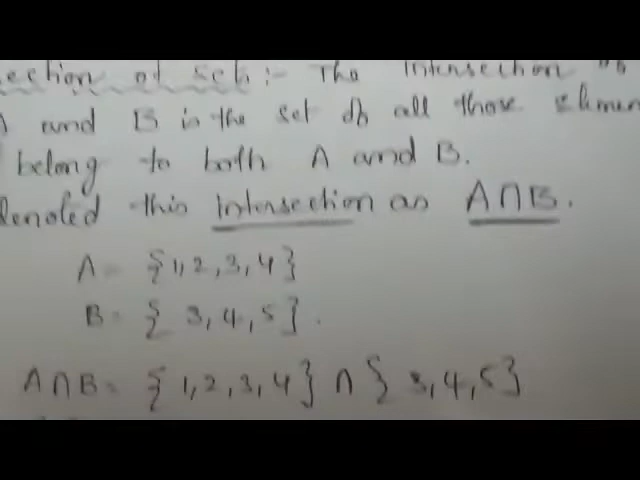 ection of sets :- The Intersection of
A and B is the set of all those elemen
belong to both A and B.
denoted this Intersection as A∩B.
A = {1,2,3,4}
B = { 3,4,5}.
A∩B = {1,2,3,4} ∩ { 3,4,5}